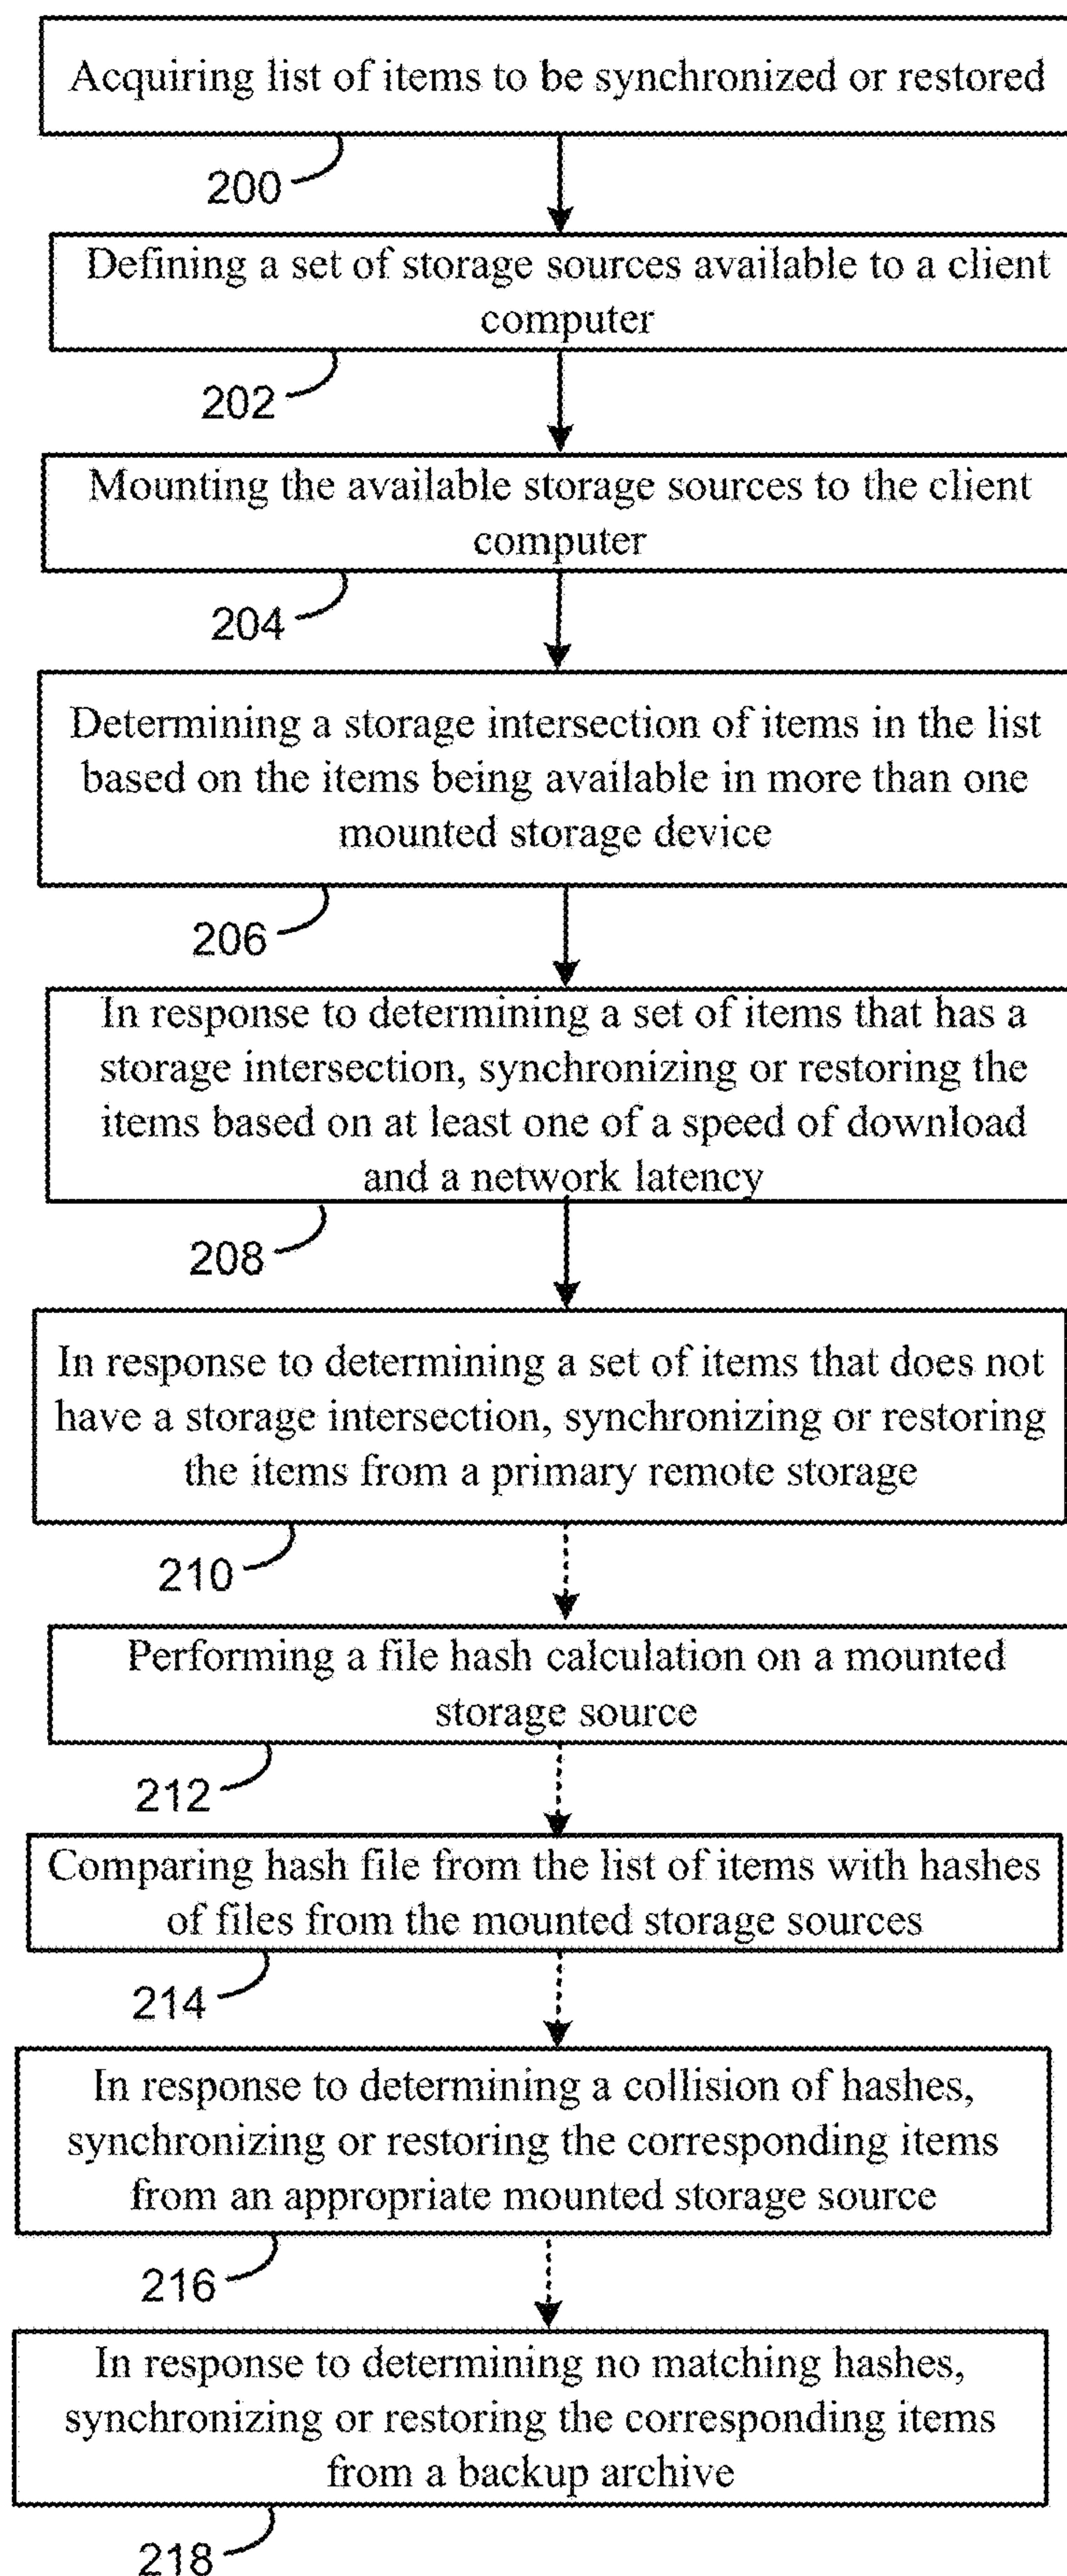 Acquiring list of items to be synchronized or restored
200
Defining a set of storage sources available to a client
computer
202
Mounting the available storage sources to the client
computer
204
Determining a storage intersection of items in the list
based on the items being available in more than one
mounted storage device
206
In response to determining a set of items that has a
storage intersection, synchronizing or restoring the
items based on at least one of a speed of download
and a network latency
208
In response to determining a set of items that does not
have a storage intersection, synchronizing or restoring
the items from a primary remote storage
210
Performing a file hash calculation on a mounted
storage source
212
Comparing hash file from the list of items with hashes
of files from the mounted storage sources
214
In response to determining a collision of hashes,
synchronizing or restoring the corresponding items
from an appropriate mounted storage source
216
In response to determining no matching hashes,
synchronizing or restoring the corresponding items
from a backup archive
218